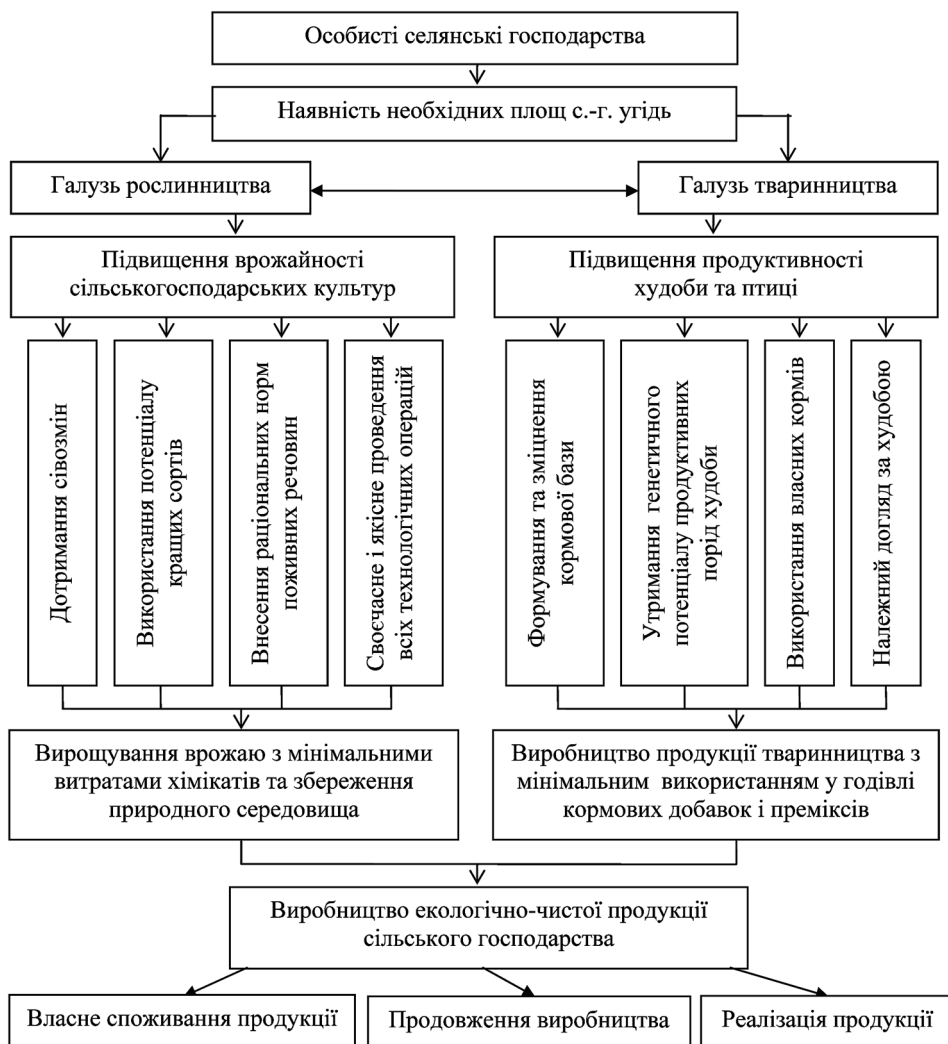 Особисті селянські господарства
Наявність необхідних площ с.-г. угідь
Галузь рослинництва
Галузь тваринництва
Підвищення врожайності
сільськогосподарських культур
Підвищення продуктивності
худоби та птиці
Дотримання сівозмін
Використання потенціалу
кращих сортів
Внесення раціональних норм
поживних речовин
Своєчасне і якісне проведення
всіх технологічних операцій
Формування та зміцнення
кормової бази
Утримання генетичного
потенціалу продуктивних
порід худоби
Використання власних кормів
Належний догляд за худобою
Вирощування врожаю з мінімальними
витратами хімікатів та збереження
природного середовища
Виробництво продукції тваринництва з
мінімальним використанням у годівлі
кормових добавок і преміксів
Виробництво екологічно-чистої продукції
сільського господарства
Власне споживання продукції
Продовження виробництва
Реалізація продукції